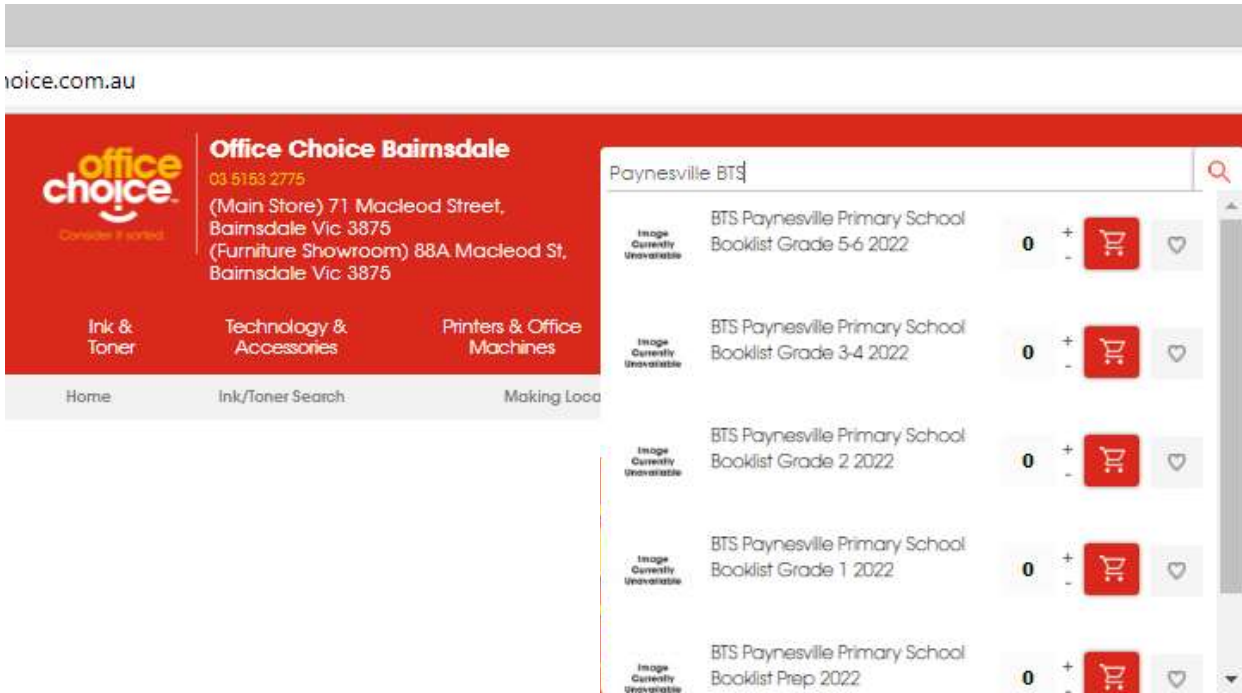 hoice.com.au
office
choice
Consider it sorted.
Office Choice Bairnsdale
03 5153 2775
(Main Store) 71 Macleod Street,
Bairnsdale Vic 3875
(Furniture Showroom) 88A Macleod St,
Bairnsdale Vic 3875
Ink &
Toner
Technology &
Accessories
Printers & Office
Machines
Home
Ink/Toner Search
Making Loca
Paynesville BTS
Image
Currently
Unavailable
BTS Paynesville Primary School
Booklist Grade 5-6 2022
0
+
-
Image
Currently
Unavailable
BTS Paynesville Primary School
Booklist Grade 3-4 2022
0
+
-
Image
Currently
Unavailable
BTS Paynesville Primary School
Booklist Grade 2 2022
0
+
-
Image
Currently
Unavailable
BTS Paynesville Primary School
Booklist Grade 1 2022
0
+
-
Image
Currently
Unavailable
BTS Paynesville Primary School
Booklist Prep 2022
0
+
-